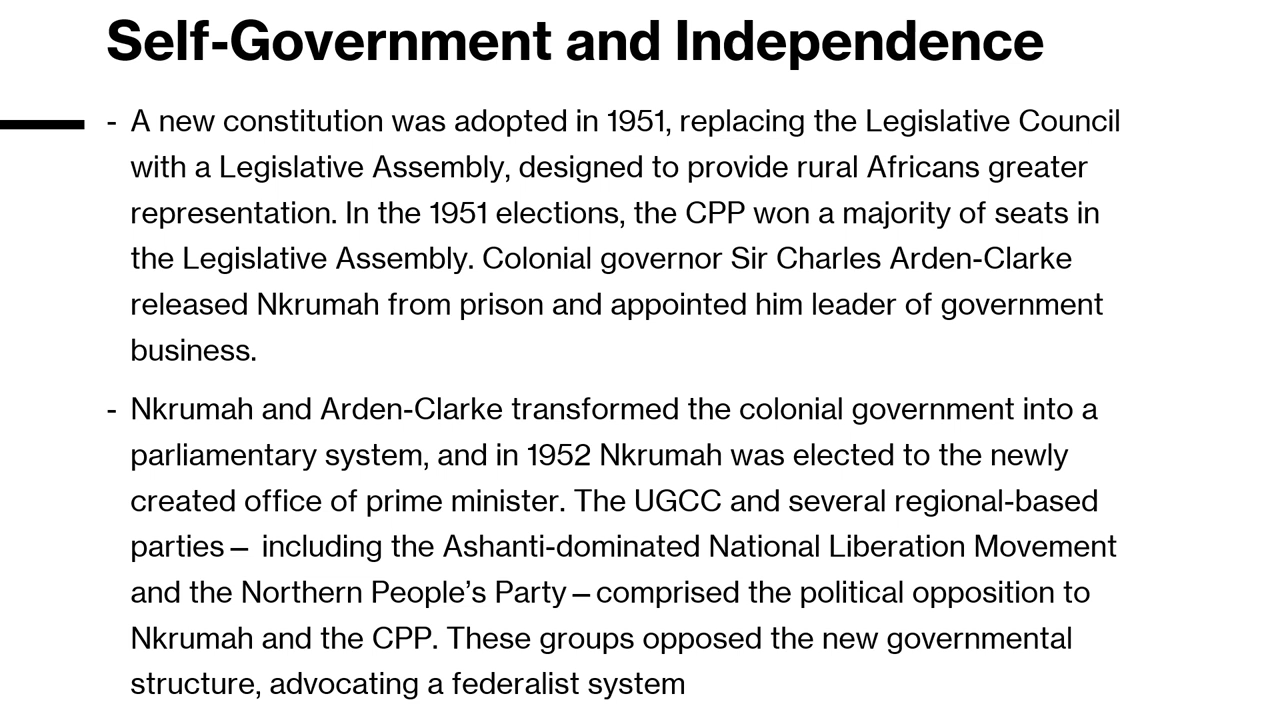 Self-Government and Independence
- A new constitution was adopted in 1951, replacing the Legislative Council
with a Legislative Assembly, designed to provide rural Africans greater
representation. In the 1951 elections, the CPP won a majority of seats in
the Legislative Assembly. Colonial governor Sir Charles Arden-Clarke
released Nkrumah from prison and appointed him leader of government
business.
- Nkrumah and Arden-Clarke transformed the colonial government into a
parliamentary system, and in 1952 Nkrumah was elected to the newly
created office of prime minister. The UGCC and several regional-based
parties — including the Ashanti-dominated National Liberation Movement
and the Northern People’s Party — comprised the political opposition to
Nkrumah and the CPP. These groups opposed the new governmental
structure, advocating a federalist system